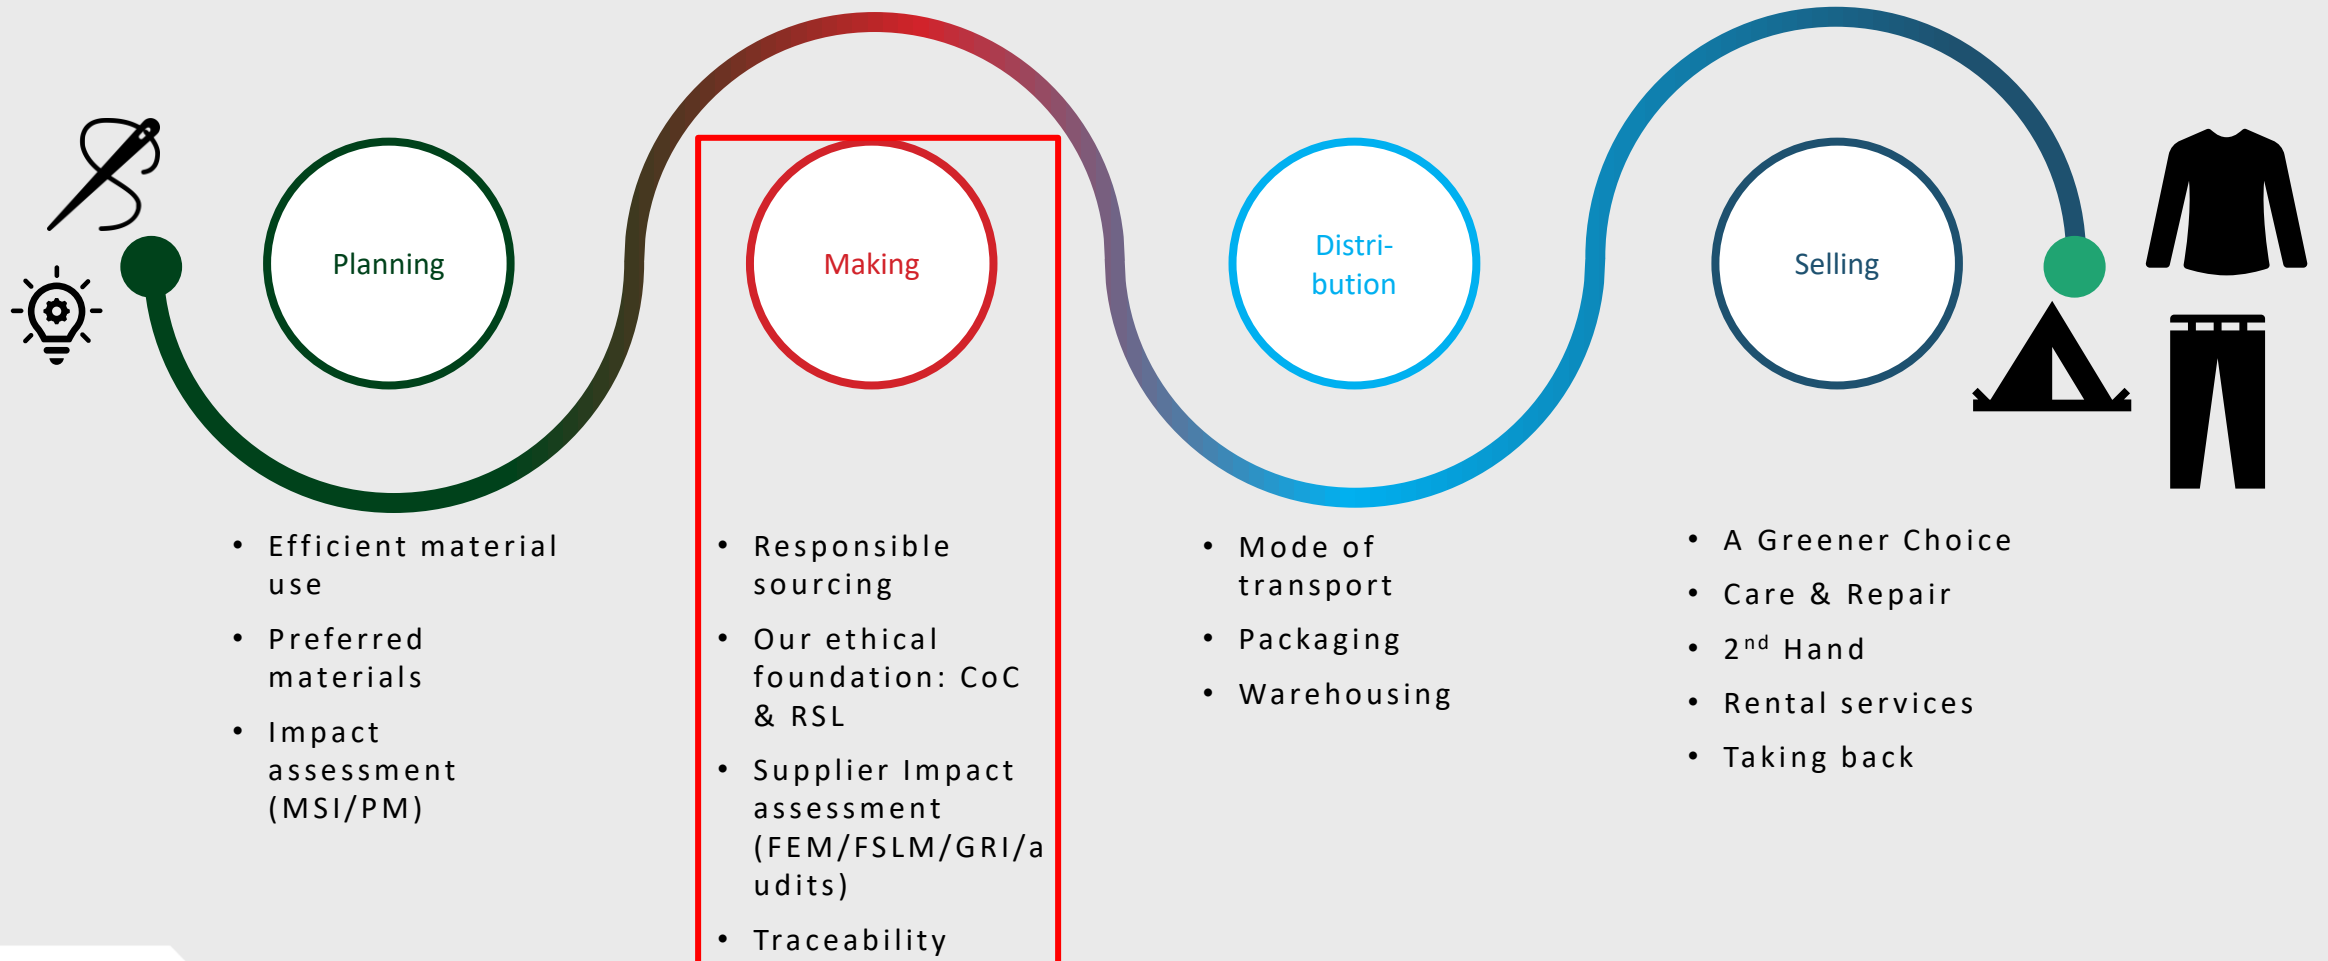 Planning
Making
Distri-
bution
Selling
• Efficient material
use
• Preferred
materials
• Impact
assessment
(MSI/PM)
• Responsible
sourcing
• Our ethical
foundation: CoC
& RSL
• Supplier Impact
assessment
(FEM/FSLM/GRI/a
udits)
• Traceability
• Mode of
transport
• Packaging
• Warehousing
• A Greener Choice
• Care & Repair
• 2nd Hand
• Rental services
• Taking back